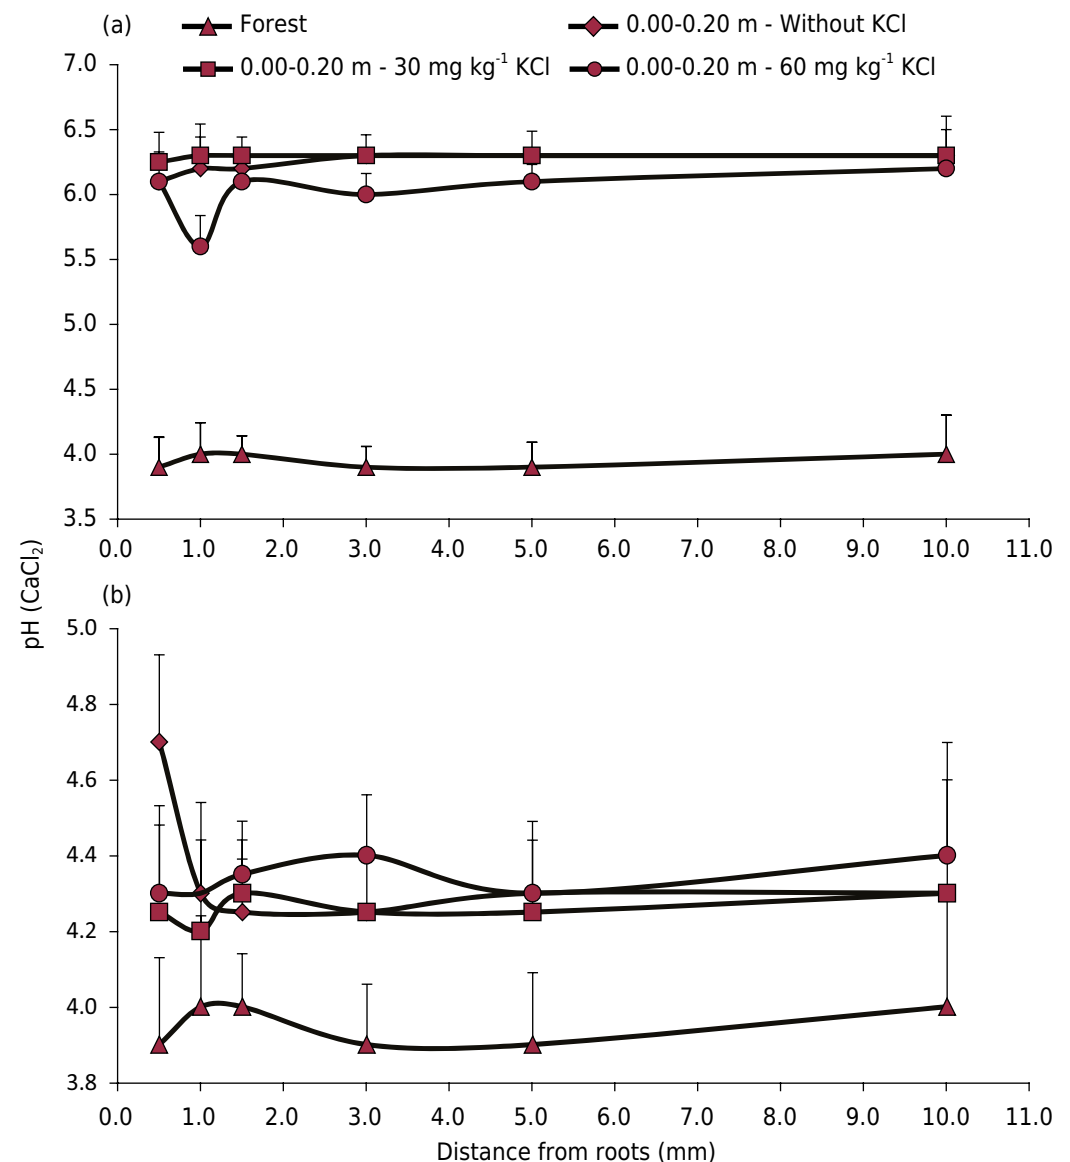 (a)
Forest
0.00-0.20 m - Without KCl
0.00-0.20 m - 30 mg kg-1 KCl
0.00-0.20 m - 60 mg kg-1 KCl
7.0
6.5
6.0
5.5
5.0
4.5
4.0
3.5
0.0 1.0 2.0 3.0 4.0 5.0 6.0 7.0 8.0 9.0 10.0 11.0
pH (CaCl2)
(b)
5.0
4.8
4.6
4.4
4.2
4.0
3.8
0.0 1.0 2.0 3.0 4.0 5.0 6.0 7.0 8.0 9.0 10.0 11.0
Distance from roots (mm)